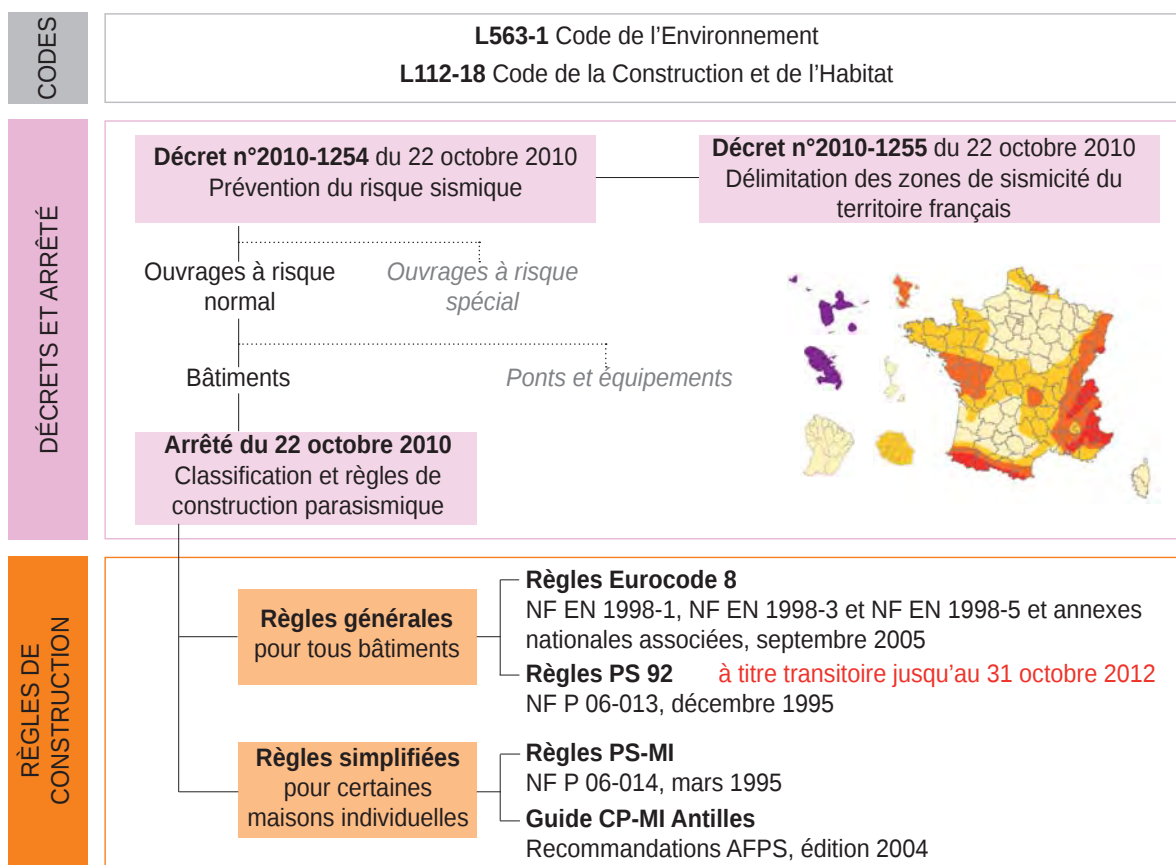 CODES
L563-1 Code de l'Environnement
L112-18 Code de la Construction et de l'Habitat
DÉCRETS ET ARRÊTÉ
Décret n°2010-1254 du 22 octobre 2010
Prévention du risque sismique
Décret n°2010-1255 du 22 octobre 2010
Délimitation des zones de sismicité du
territoire français
Ouvrages à risque
normal
Ouvrages à risque
spécial
Bâtiments
Ponts et équipements
Arrêté du 22 octobre 2010
Classification et règles de
construction parasismique
RÈGLES DE
CONSTRUCTION
Règles générales
pour tous bâtiments
Règles Eurocode 8
NF EN 1998-1, NF EN 1998-3 et NF EN 1998-5 et annexes
nationales associées, septembre 2005
Règles PS 92 à titre transitoire jusqu'au 31 octobre 2012
NF P 06-013, décembre 1995
Règles simplifiées
pour certaines
maisons individuelles
Règles PS-MI
NF P 06-014, mars 1995
Guide CP-MI Antilles
Recommandations AFPS, édition 2004